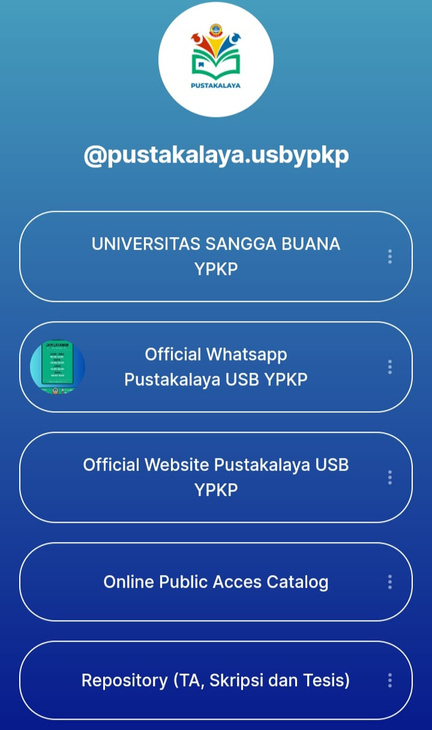 PUSTAKALAYA
@pustakalaya.usbypkp
UNIVERSITAS SANGGA BUANA
YPKP
Official Whatsapp
Pustakalaya USB YPKP
Official Website Pustakalaya USB
YPKP
Online Public Acces Catalog
Repository (TA, Skripsi dan Tesis)